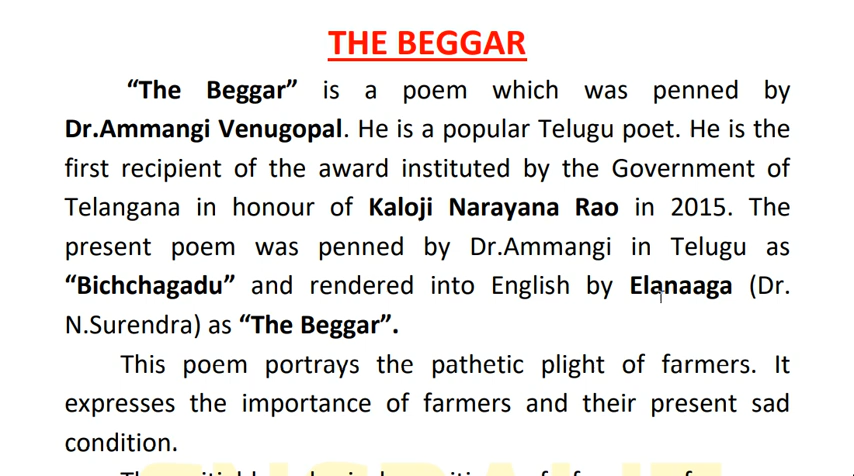 THE BEGGAR
“The Beggar” is a poem which was penned by
Dr.Ammangi Venugopal. He is a popular Telugu poet. He is the
first recipient of the award instituted by the Government of
Telangana in honour of Kaloji Narayana Rao in 2015. The
present poem was penned by Dr.Ammangi in Telugu as
“Bichchagadu” and rendered into English by Elanaaga (Dr.
N.Surendra) as “The Beggar”.
This poem portrays the pathetic plight of farmers. It
expresses the importance of farmers and their present sad
condition.